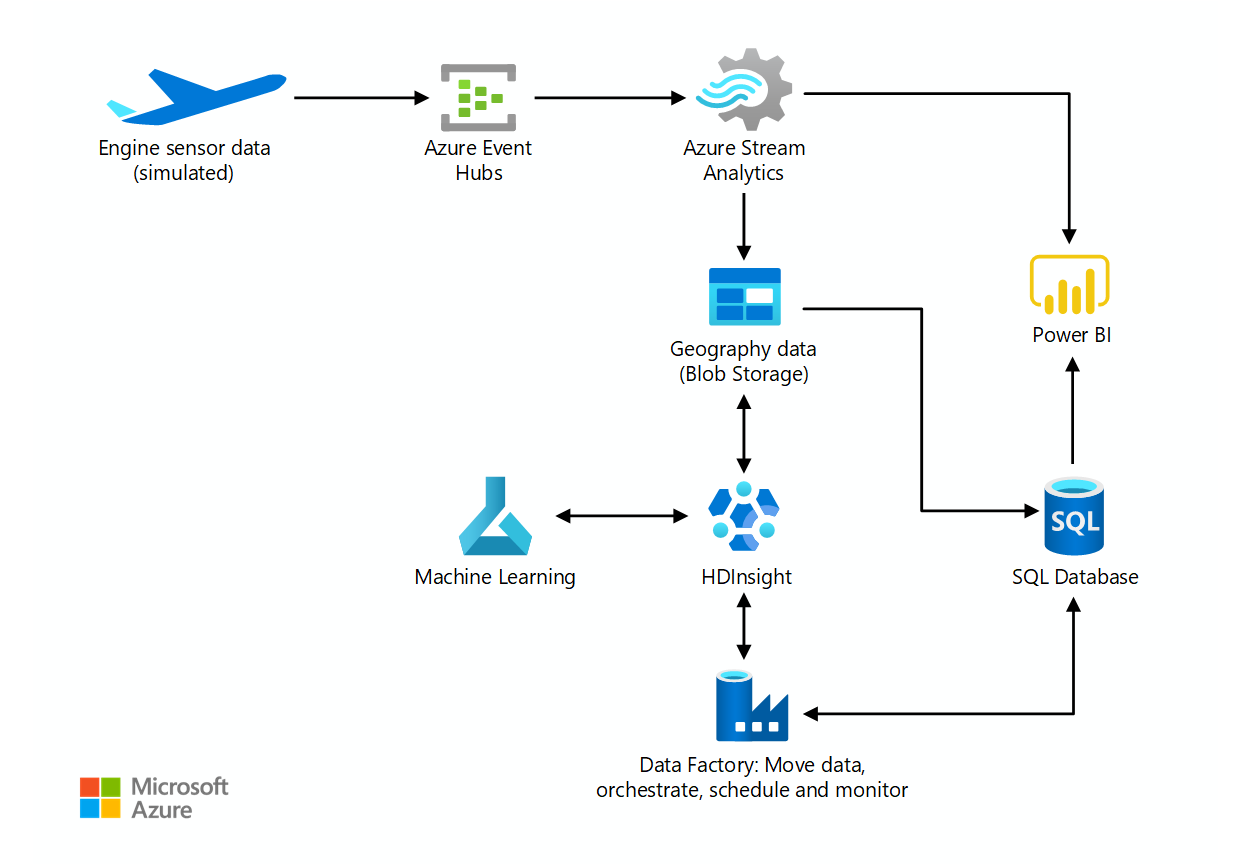 Engine sensor data
(simulated)
Azure Event
Hubs
Azure Stream
Analytics
Geography data
(Blob Storage)
Power BI
Machine Learning
HDInsight
SQL
SQL Database
Data Factory: Move data,
orchestrate, schedule and monitor
Microsoft
Azure